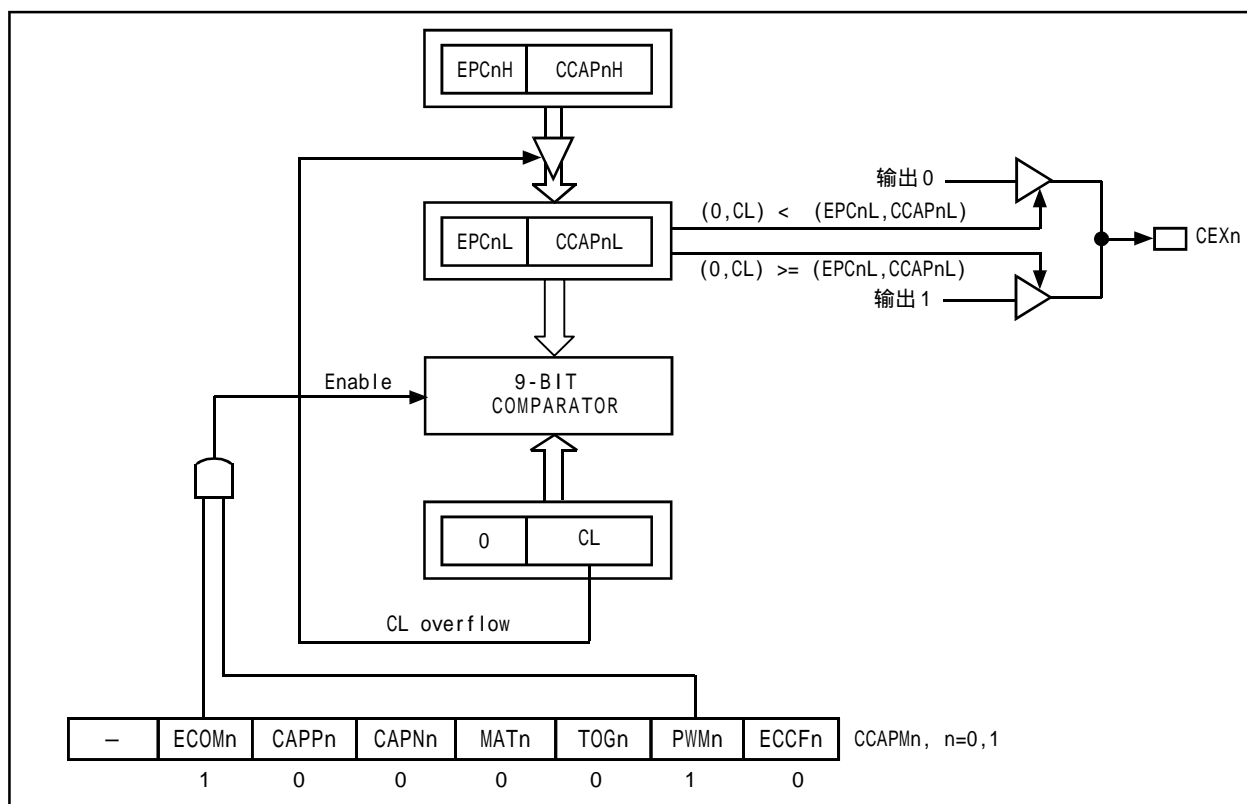 EPCnH CCAPnH
输出0
(0,CL) < (EPCnL,CCAPnL)
EPCnL CCAPnL
CEXn
(0,CL) >= (EPCnL,CCAPnL)
输出1
Enable
9-BIT
COMPARATOR
0 CL
CL overflow
— ECOMn CAPPn CAPNn MATn TOGn PWMn ECCFn CCAPMn, n=0,1
1 0 0 0 0 1 0